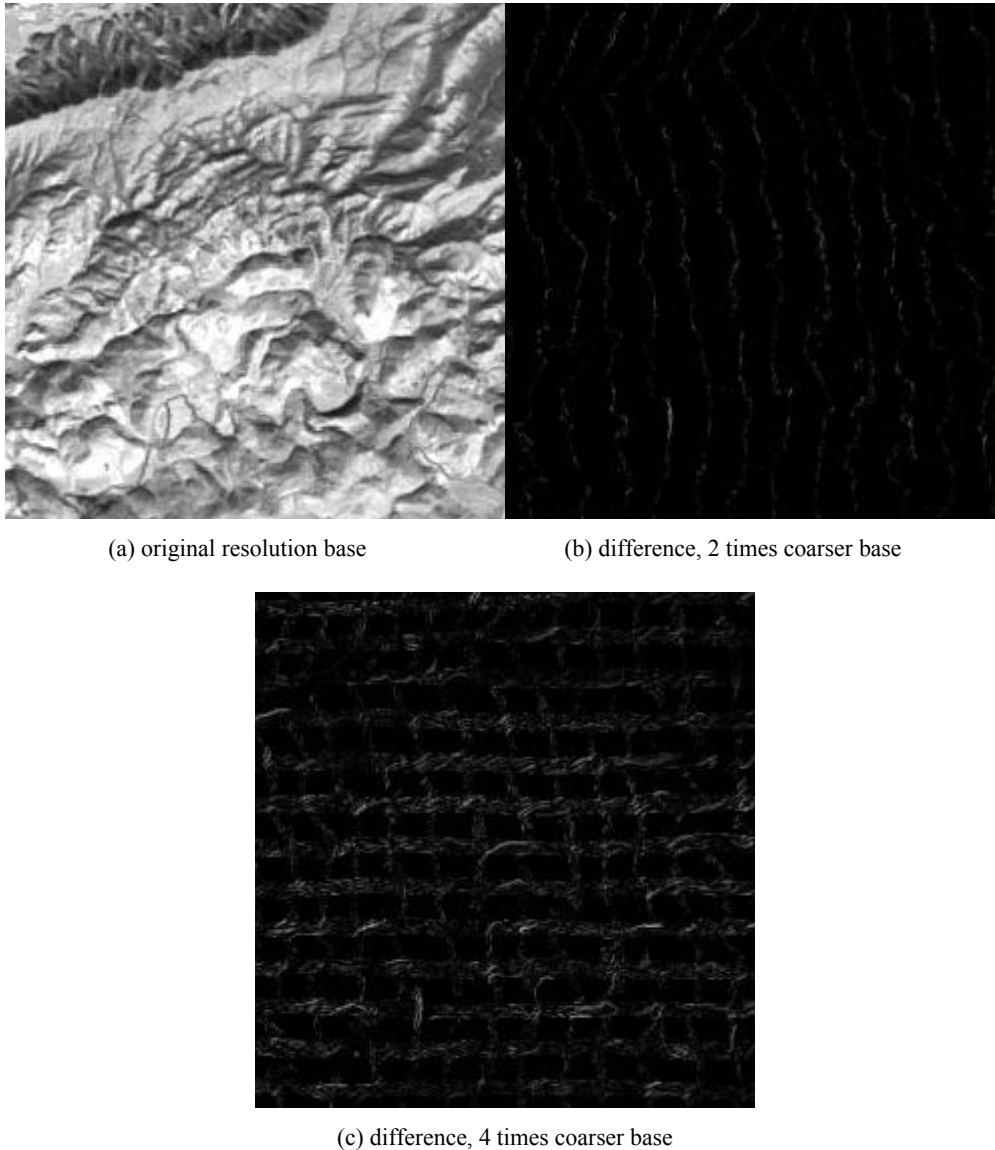 (a) original resolution base
(b) difference, 2 times coarser base
(c) difference, 4 times coarser base